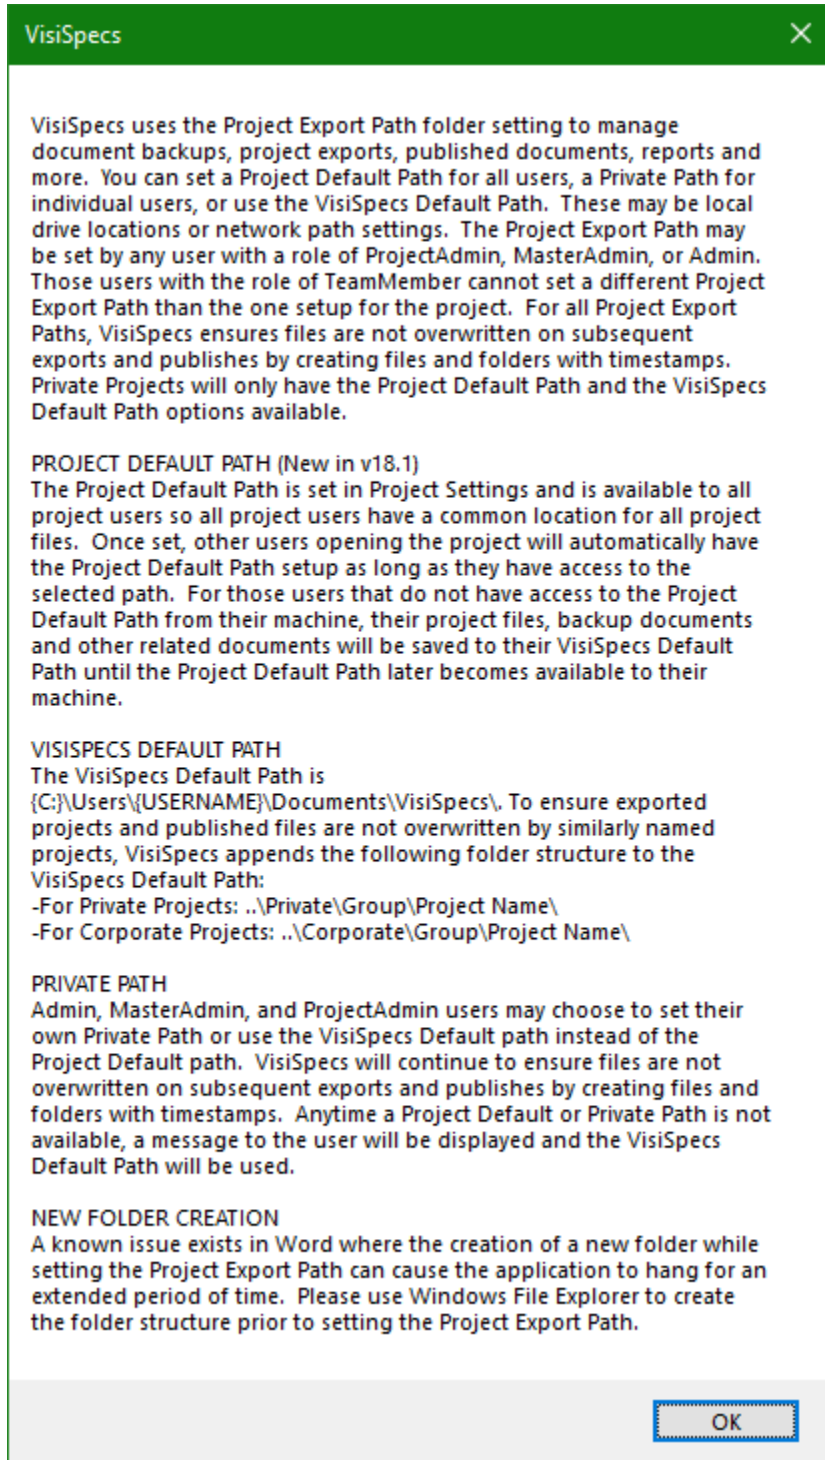 VisiSpecs
VisiSpecs uses the Project Export Path folder setting to manage
document backups, project exports, published documents, reports and
more.  You can set a Project Default Path for all users, a Private Path for
individual users, or use the VisiSpecs Default Path.  These may be local
drive locations or network path settings.  The Project Export Path may
be set by any user with a role of ProjectAdmin, MasterAdmin, or Admin.
Those users with the role of TeamMember cannot set a different Project
Export Path than the one setup for the project.  For all Project Export
Paths, VisiSpecs ensures files are not overwritten on subsequent
exports and publishes by creating files and folders with timestamps.
Private Projects will only have the Project Default Path and the VisiSpecs
Default Path options available.
PROJECT DEFAULT PATH (New in v18.1)
The Project Default Path is set in Project Settings and is available to all
project users so all project users have a common location for all project
files.  Once set, other users opening the project will automatically have
the Project Default Path setup as long as they have access to the
selected path.  For those users that do not have access to the Project
Default Path from their machine, their project files, backup documents
and other related documents will be saved to their VisiSpecs Default
Path until the Project Default Path later becomes available to their
machine.
VISISPECS DEFAULT PATH
The VisiSpecs Default Path is
{C:}\Users\{USERNAME}\Documents\VisiSpecs\. To ensure exported
projects and published files are not overwritten by similarly named
projects, VisiSpecs appends the following folder structure to the
VisiSpecs Default Path:
-For Private Projects: ..\Private\Group\Project Name\
-For Corporate Projects: ..\Corporate\Group\Project Name\
PRIVATE PATH
Admin, MasterAdmin, and ProjectAdmin users may choose to set their
own Private Path or use the VisiSpecs Default path instead of the
Project Default path.  VisiSpecs will continue to ensure files are not
overwritten on subsequent exports and publishes by creating files and
folders with timestamps.  Anytime a Project Default or Private Path is not
available, a message to the user will be displayed and the VisiSpecs
Default Path will be used.
NEW FOLDER CREATION
A known issue exists in Word where the creation of a new folder while
setting the Project Export Path can cause the application to hang for an
extended period of time.  Please use Windows File Explorer to create
the folder structure prior to setting the Project Export Path.
OK